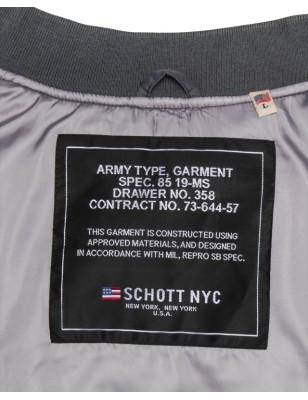 L
ARMY TYPE, GARMENT
SPEC. 85 19-MS
DRAWER NO. 358
CONTRACT NO. 73-644-57
THIS GARMENT IS CONSTRUCTED USING
APPROVED MATERIALS, AND DESIGNED
IN ACCORDANCE WITH MIL, REPRO SB SPEC.
SCHOTT NYC
NEW YORK, NEW YORK
U.S.A.